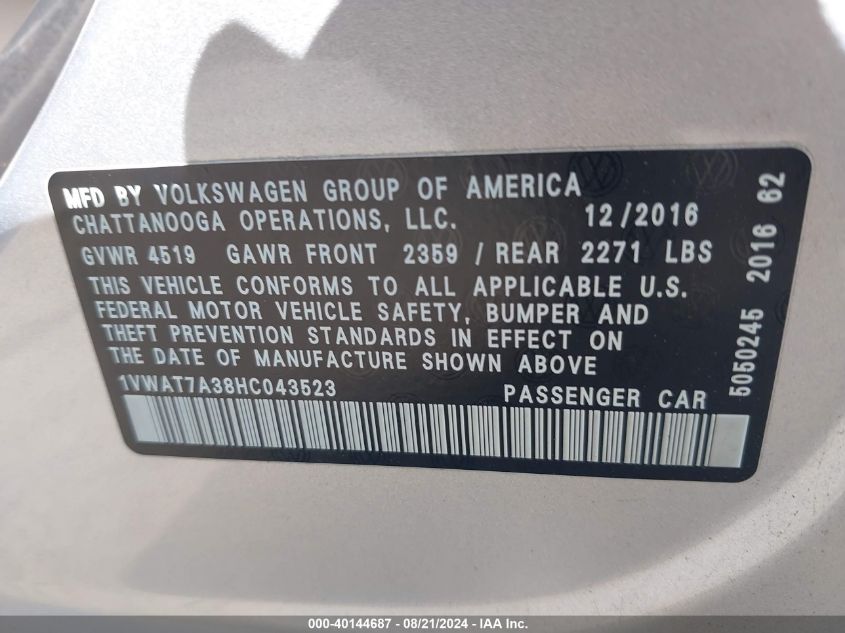 MFD BY VOLKSWAGEN GROUP OF AMERICA
CHATTANOOGA OPERATIONS, LLC. 12/2016
GVWR 4519 GAWR FRONT 2359 / REAR 2271 LBS
THIS VEHICLE CONFORMS TO ALL APPLICABLE U.S.
FEDERAL MOTOR VEHICLE SAFETY, BUMPER AND
THEFT PREVENTION STANDARDS IN EFFECT ON
THE DATE OF MANUFACTURE SHOWN ABOVE
1VWAT7A38HC043523 PASSENGER CAR
5050245 2016 62
000-40144687 - 08/21/2024 - IAA Inc.